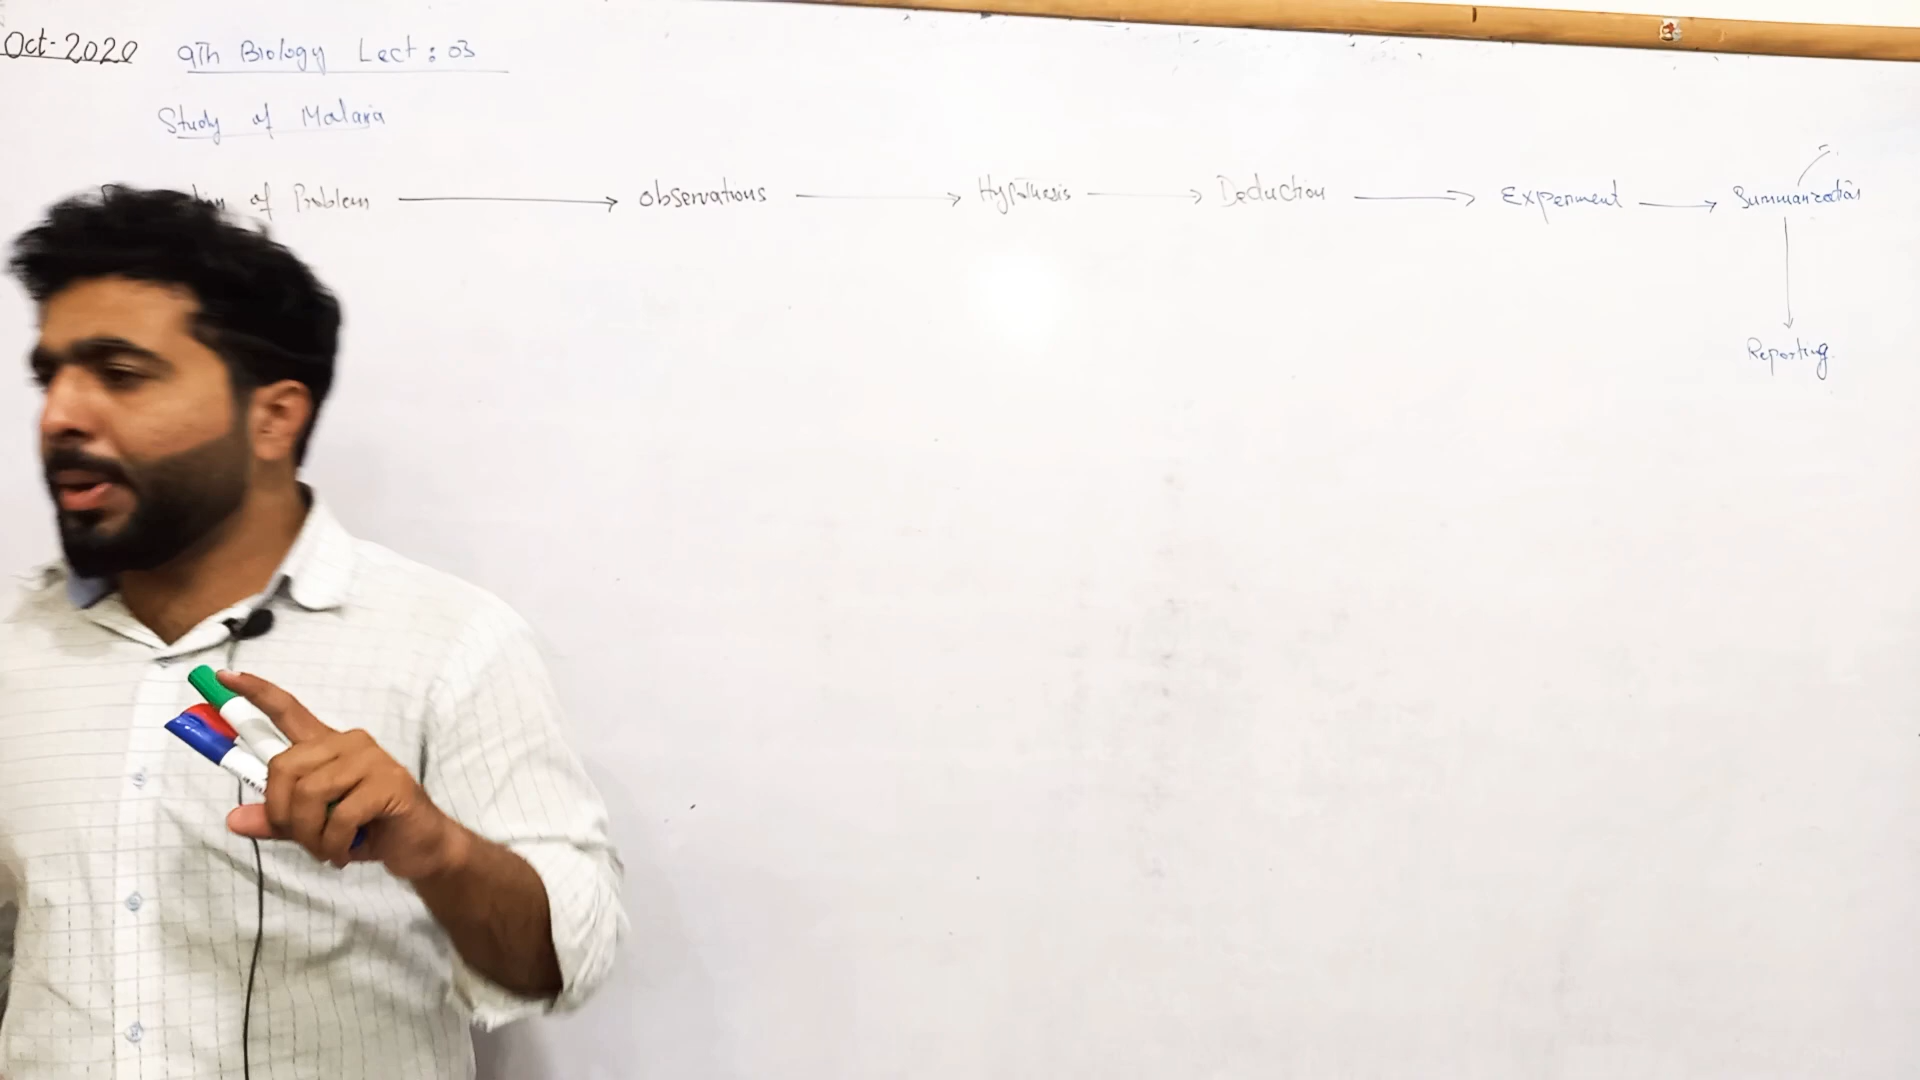 Oct-2020 9Th Biology Lect: 03
Study of Malaria
of Problem → Observations → Hypothesis → Deduction → Experiment → Summarization
Reporting.